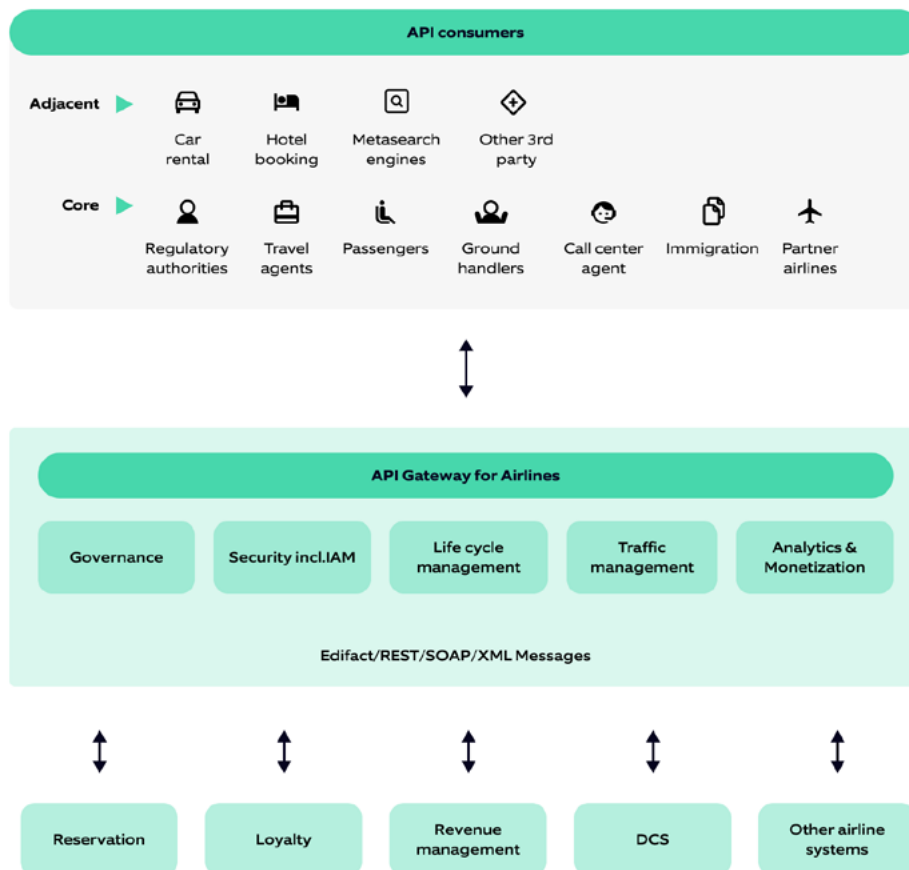 API consumers
Adjacent
Car
rental
Hotel
booking
Metasearch
engines
Other 3rd
party
Core
Regulatory
authorities
Travel
agents
Passengers
Ground
handlers
Call center
agent
Immigration
Partner
airlines
API Gateway for Airlines
Governance
Security incl.IAM
Life cycle
management
Traffic
management
Analytics &
Monetization
Edifact/REST/SOAP/XML Messages
Reservation
Loyalty
Revenue
management
DCS
Other airline
systems